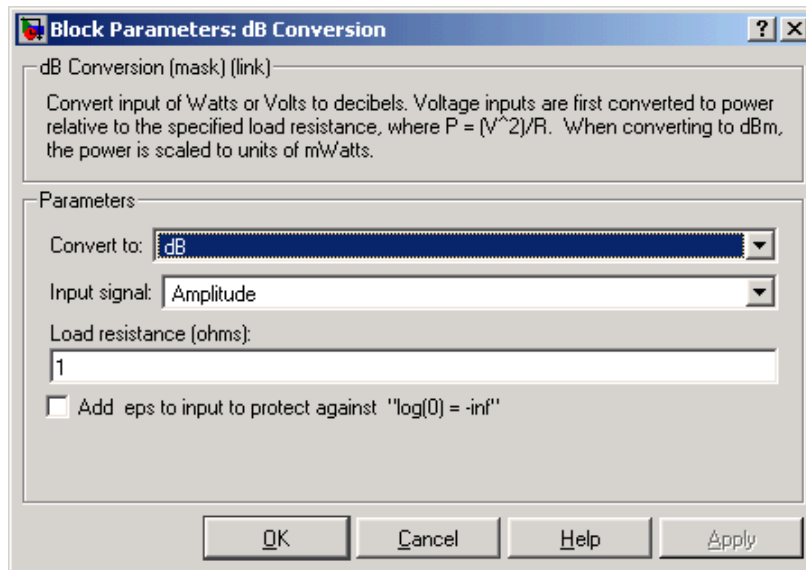 Block Parameters: dB Conversion
dB Conversion (mask) (link)
Convert input of Watts or Volts to decibels. Voltage inputs are first converted to power
relative to the specified load resistance, where P = (V^2)/R.  When converting to dBm,
the power is scaled to units of mWatts.
Parameters
Convert to: dB
Input signal: Amplitude
Load resistance (ohms):
1
Add  eps to input to protect against  "log(0) = -inf"
OK Cancel Help Apply